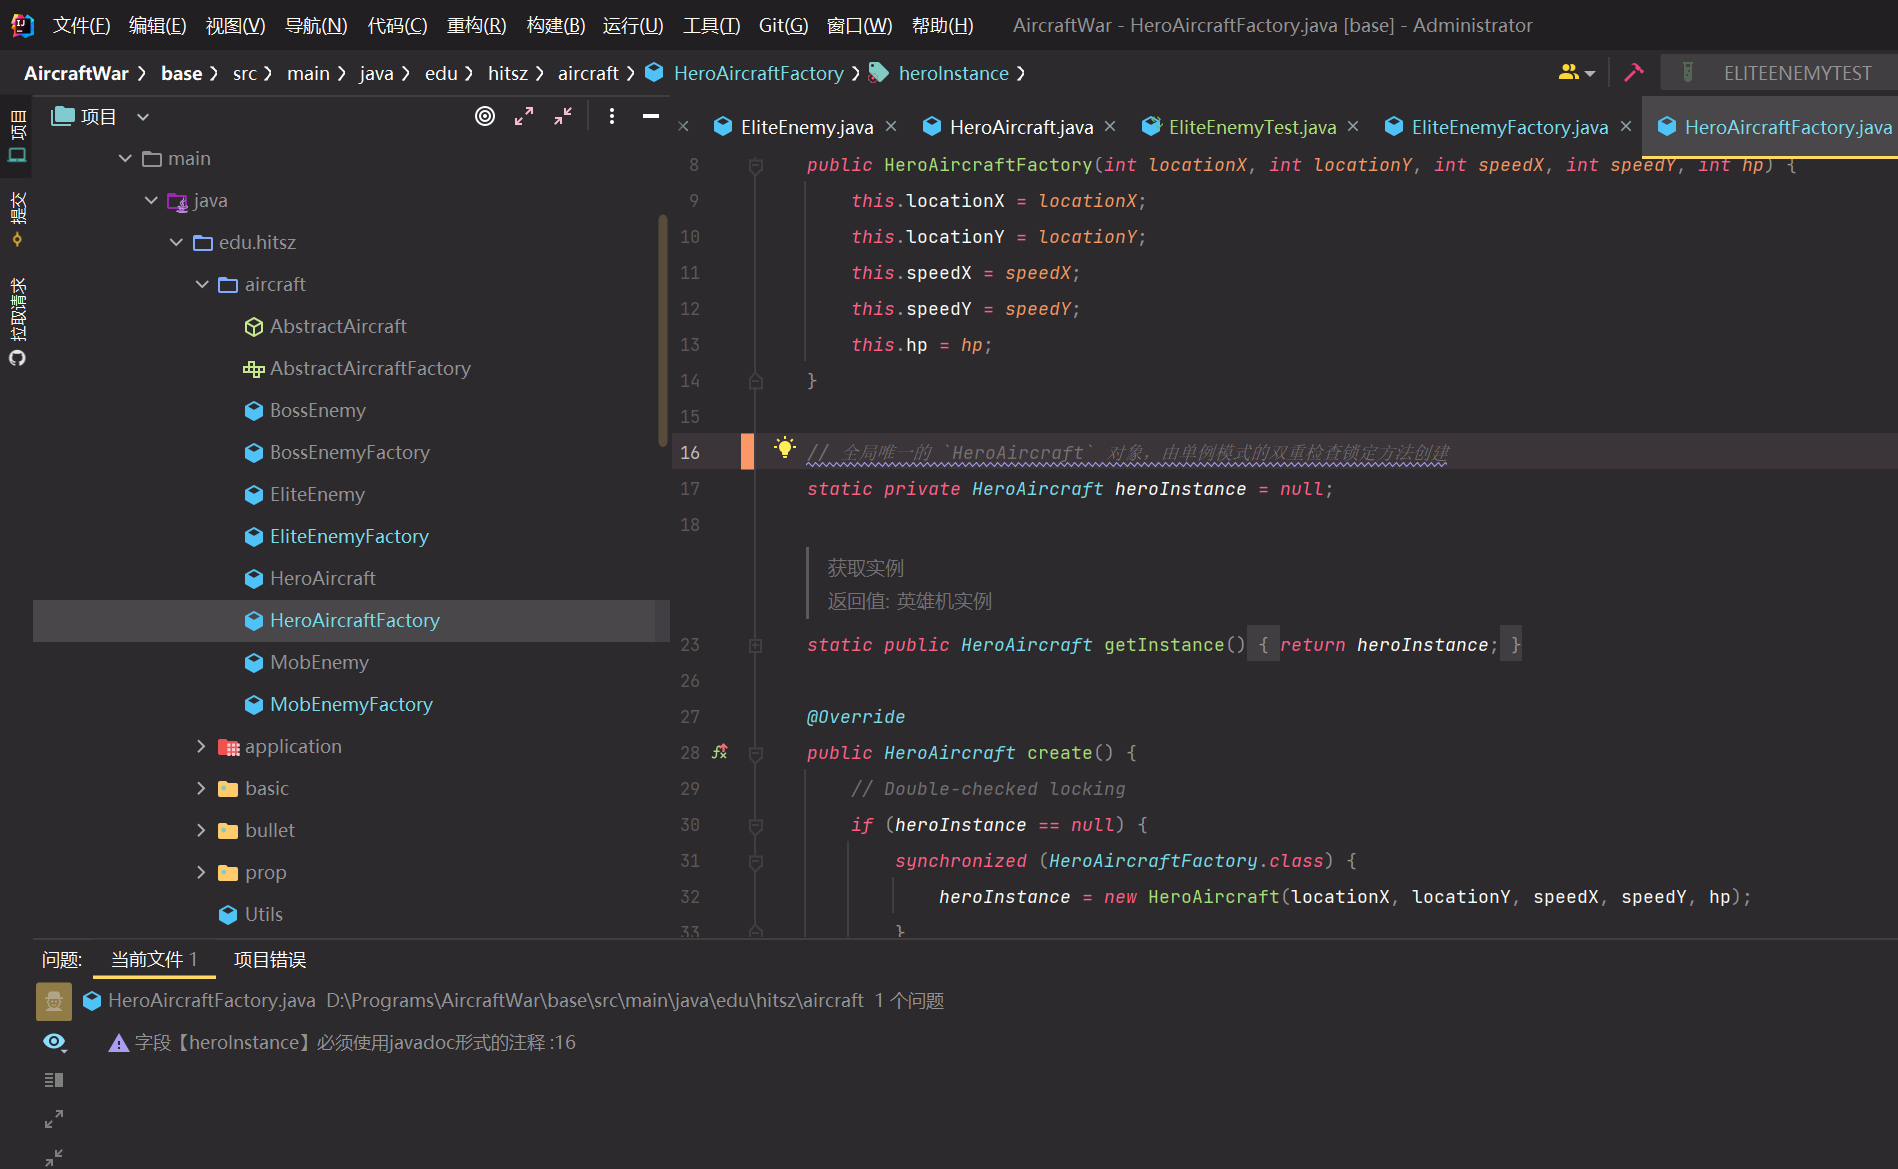 文件(F) 编辑(E) 视图(V) 导航(N) 代码(C) 重构(R) 构建(B) 运行(U) 工具(T) Git(G) 窗口(W) 帮助(H) AircraftWar - HeroAircraftFactory.java [base] - Administrator
AircraftWar base src main java edu hitsz aircraft HeroAircraftFactory heroInstance ELITEENEMYTEST
项目
提交
拉取请求
项目
main
java
edu.hitsz
aircraft
AbstractAircraft
AbstractAircraftFactory
BossEnemy
BossEnemyFactory
EliteEnemy
EliteEnemyFactory
HeroAircraft
HeroAircraftFactory
MobEnemy
MobEnemyFactory
application
basic
bullet
prop
Utils
EliteEnemy.java HeroAircraft.java EliteEnemyTest.java EliteEnemyFactory.java HeroAircraftFactory.java
8 public HeroAircraftFactory(int locationX, int locationY, int speedX, int speedY, int hp) {
9 this.locationX = locationX;
10 this.locationY = locationY;
11 this.speedX = speedX;
12 this.speedY = speedY;
13 this.hp = hp;
14 }
15
16 // 全局唯一的 `HeroAircraft` 对象，由单例模式的双重检查锁定方法创建
17 static private HeroAircraft heroInstance = null;
18
获取实例
返回值: 英雄机实例
23 static public HeroAircraft getInstance() { return heroInstance; }
26
27 @Override
28 public HeroAircraft create() {
29 // Double-checked locking
30 if (heroInstance == null) {
31 synchronized (HeroAircraftFactory.class) {
32 heroInstance = new HeroAircraft(locationX, locationY, speedX, speedY, hp);
33 }
问题: 当前文件 1 项目错误
HeroAircraftFactory.java D:\Programs\AircraftWar\base\src\main\java\edu\hitsz\aircraft 1 个问题
字段【heroInstance】必须使用javadoc形式的注释 :16